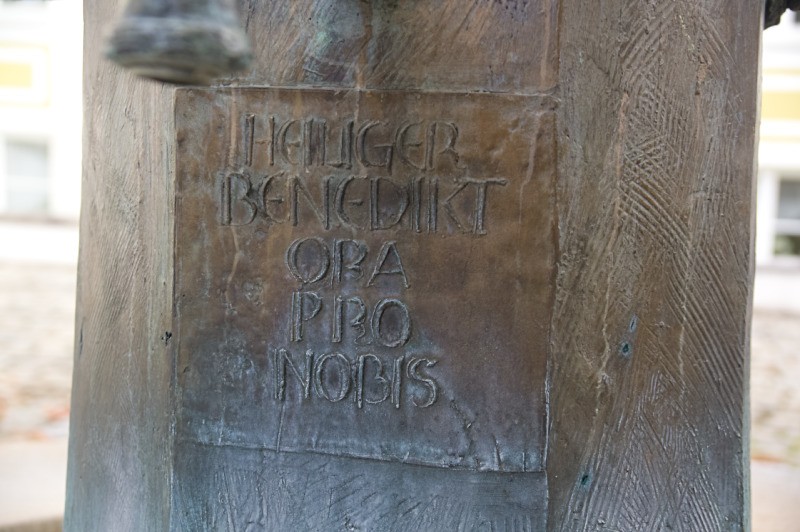 HEILIGER
BENEDIKT
ORA
PRO
NOBIS